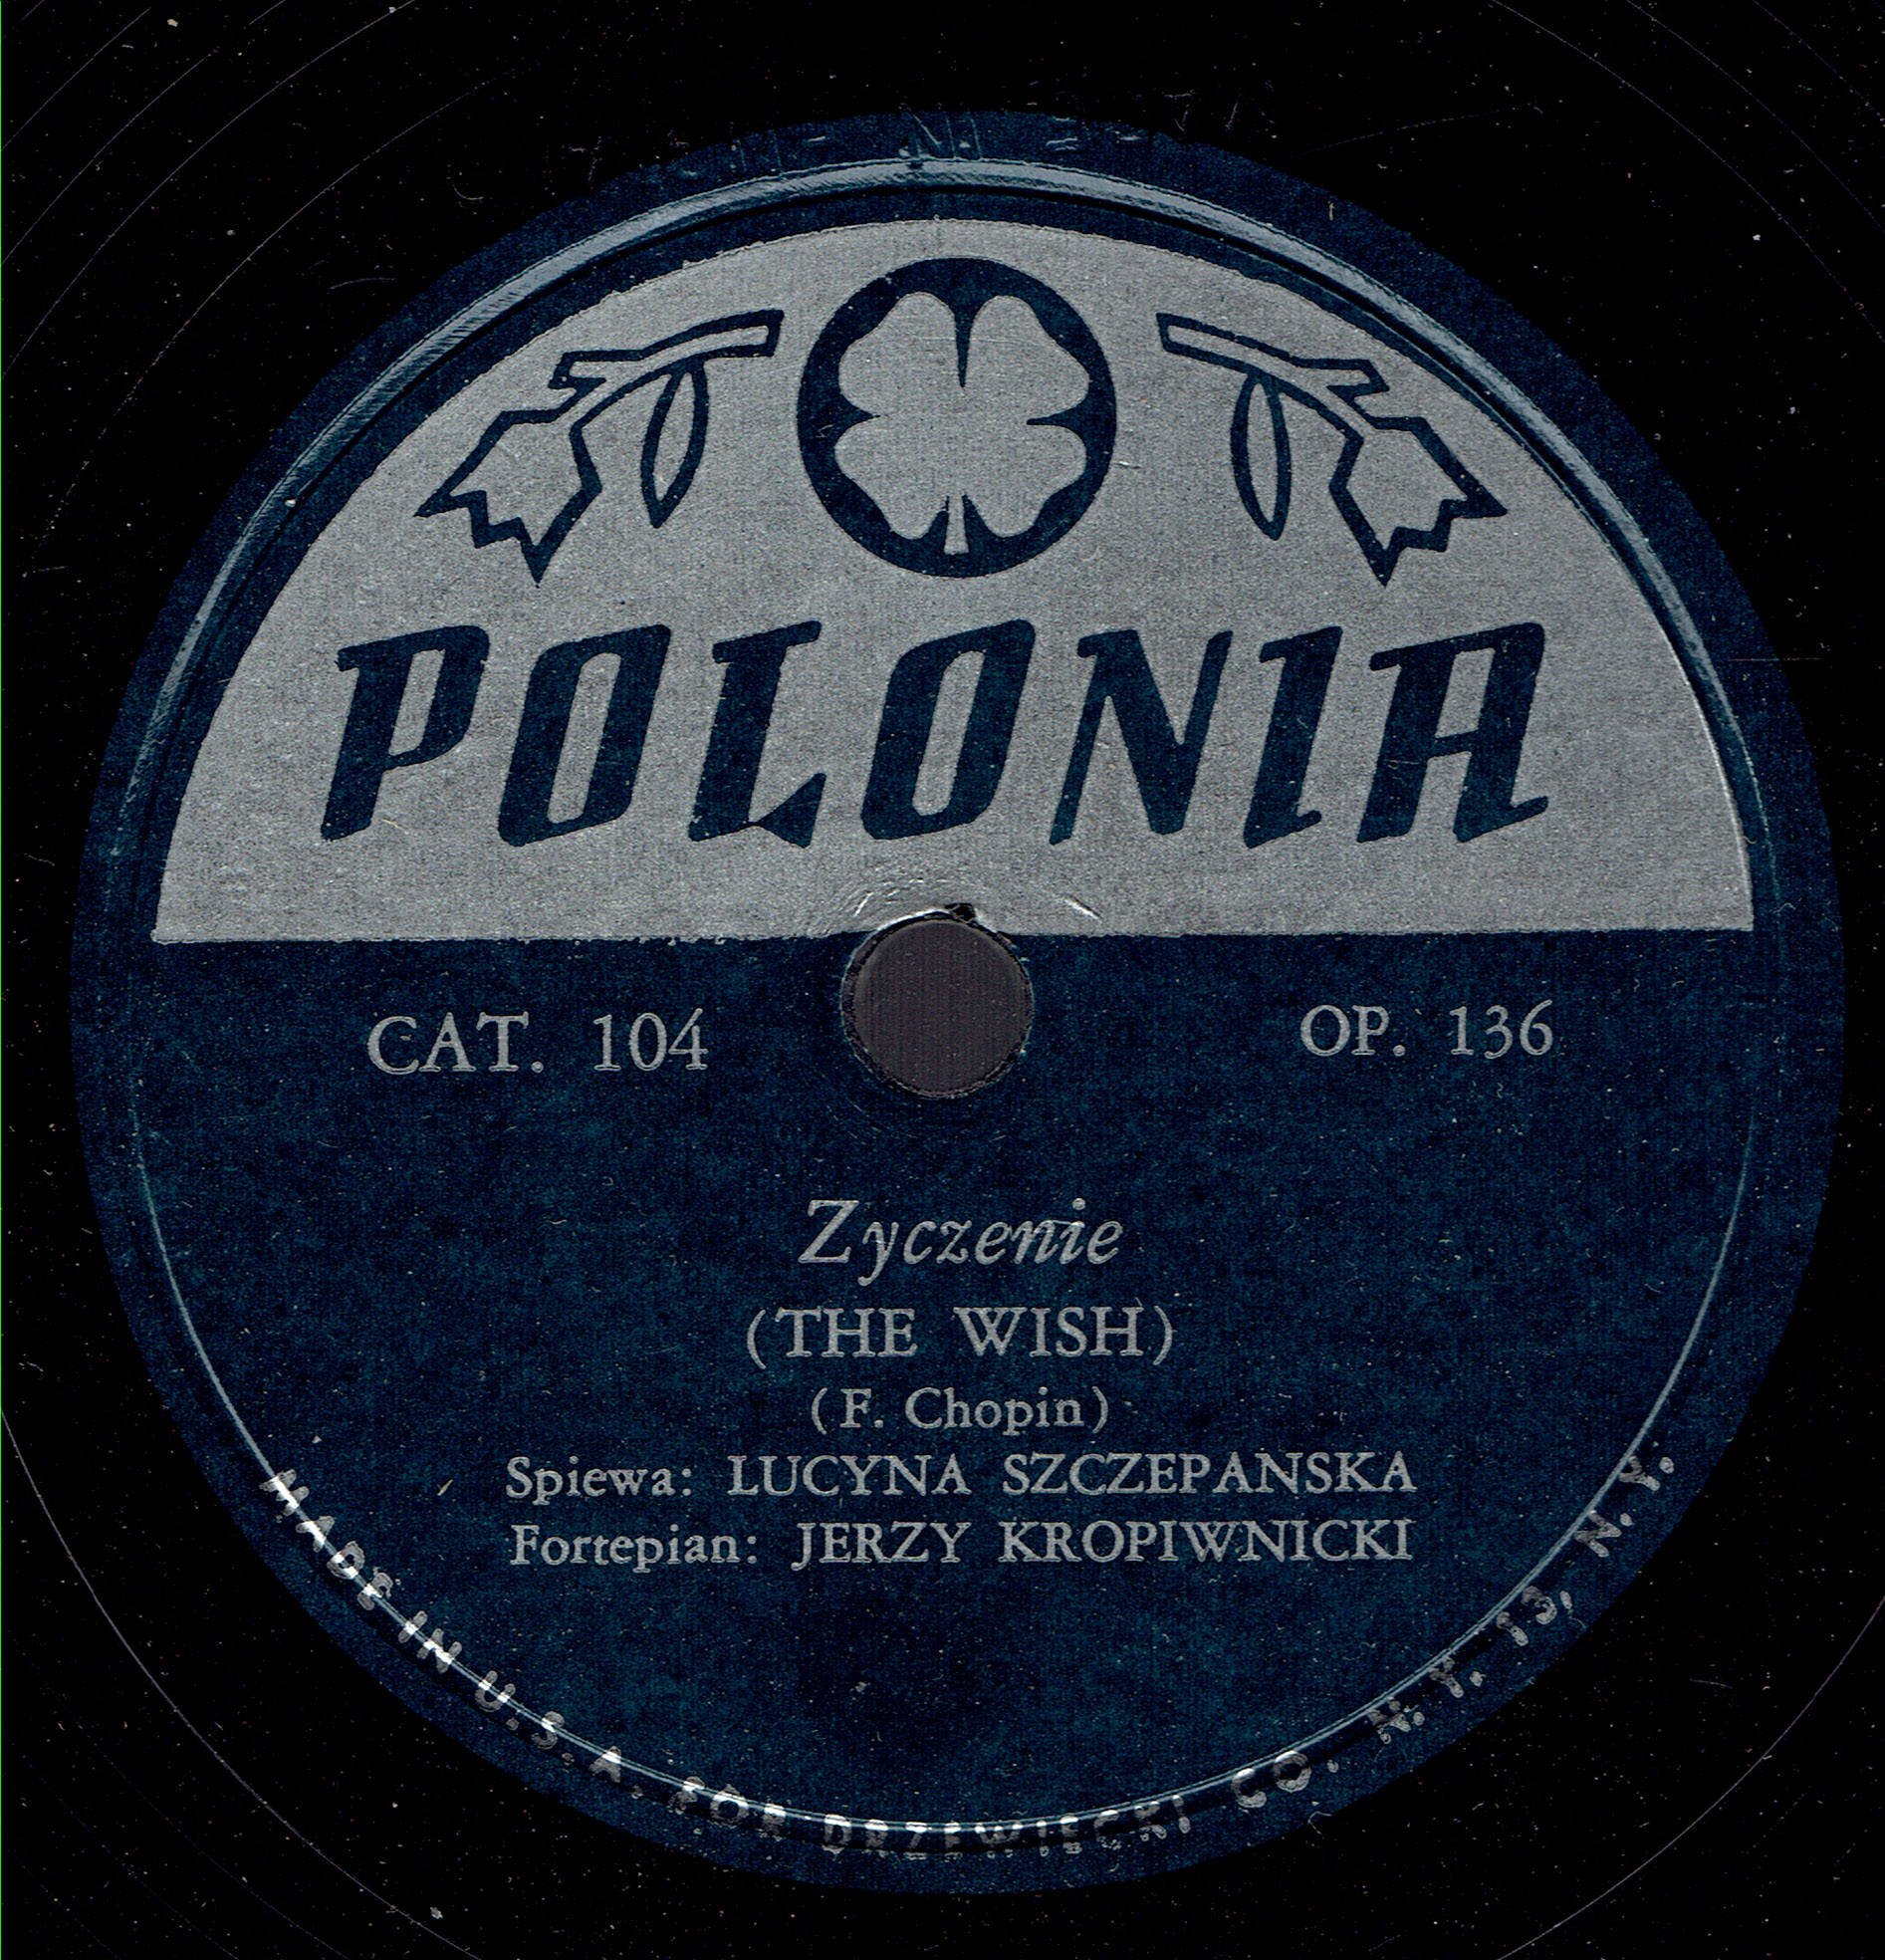 POLONIA
CAT. 104
OP. 136
Zyczenie
(THE WISH)
(F. Chopin)
Spiewa: LUCYNA SZCZEPANSKA
Fortepian: JERZY KROPIWNICKI
MADE IN U.S.A. FOR DRZEWIECKI CO. N.Y. 13, N.Y.